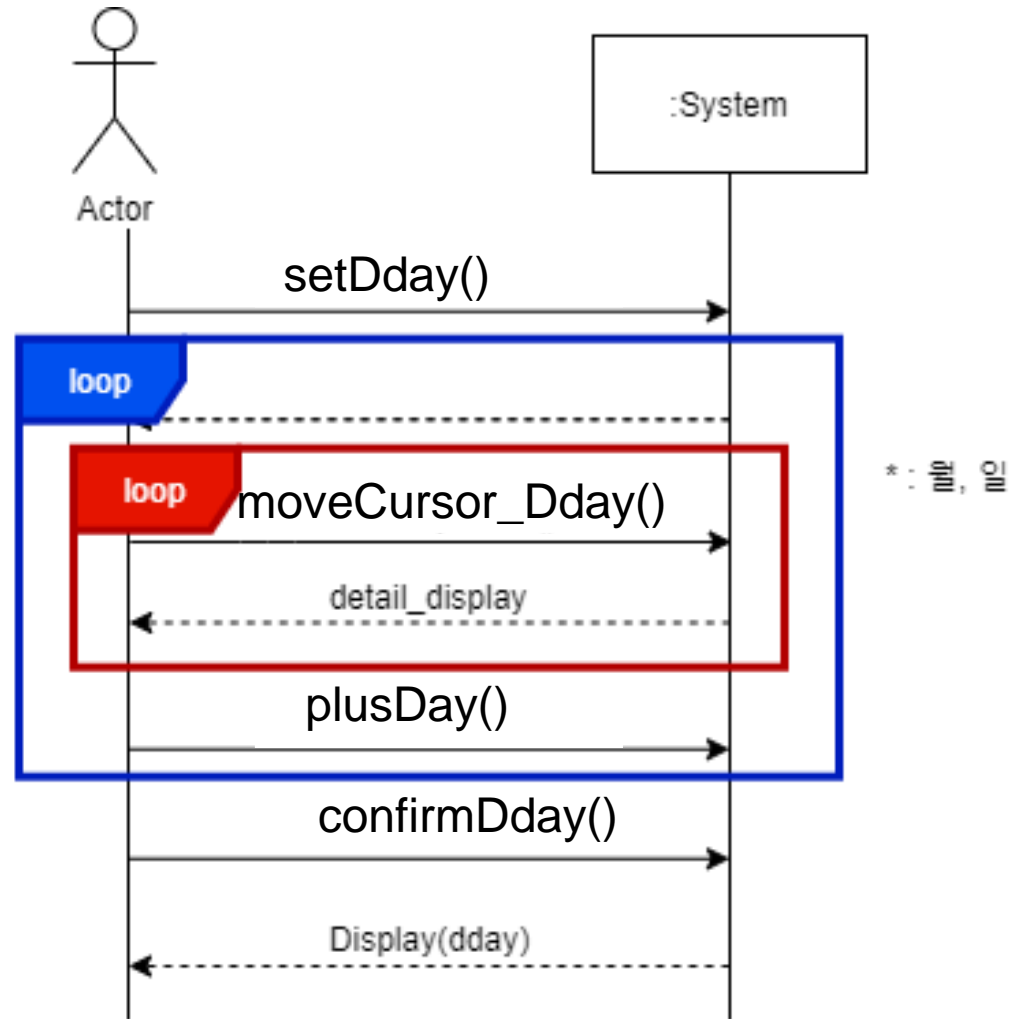 :System
Actor
setDday()
loop
loop
moveCursor_Dday()
* : 월, 일
detail_display
plusDay()
confirmDday()
Display(dday)